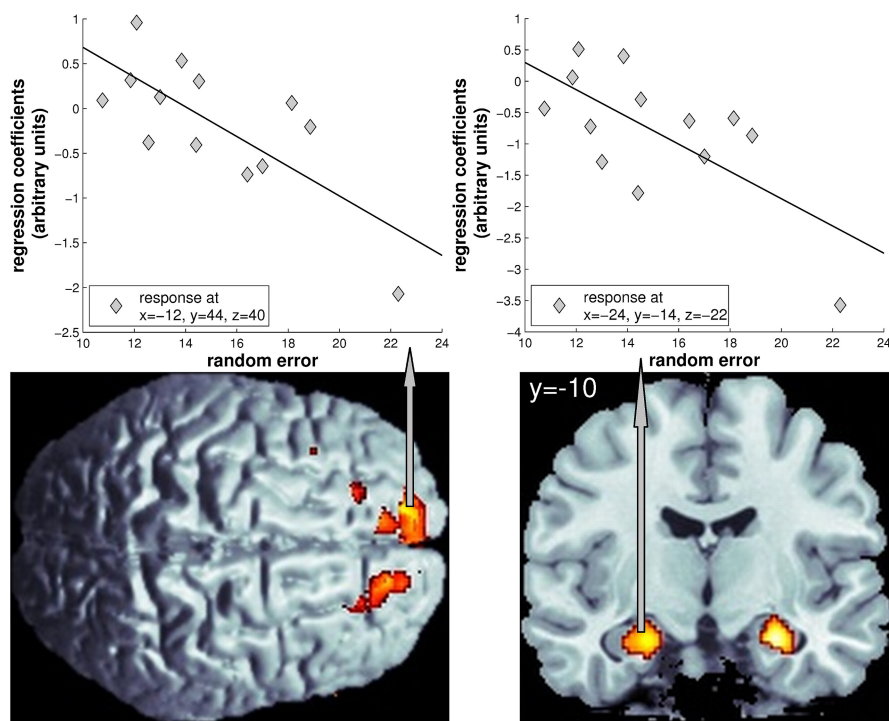 regression coefficients
(arbitrary units)
1
0.5
0
−0.5
−1
−1.5
−2
−2.5
response at
x=−12, y=44, z=40
10 12 14 16 18 20 22 24
random error
regression coefficients
(arbitrary units)
1
0.5
0
−0.5
−1
−1.5
−2
−2.5
−3
−3.5
−4
response at
x=−24, y=−14, z=−22
10 12 14 16 18 20 22 24
random error
y=-10